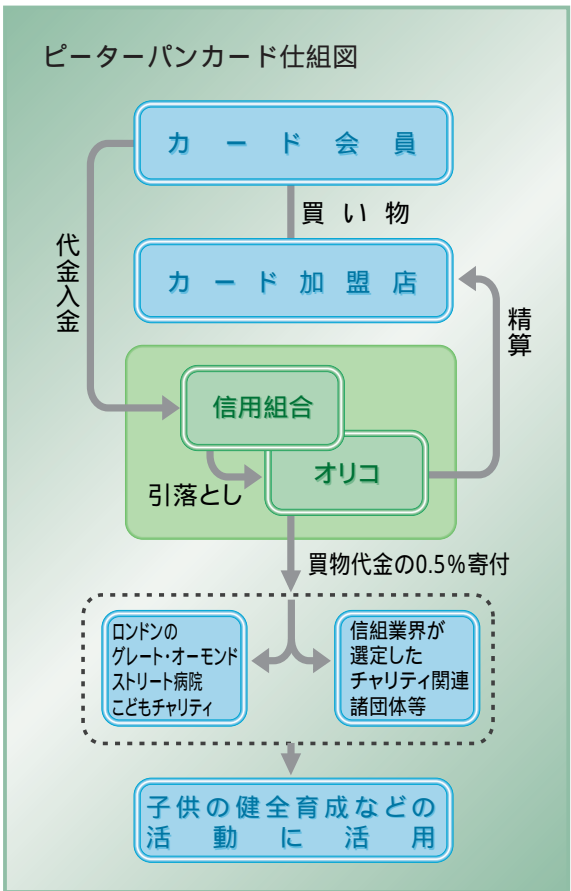 ピーターパンカード仕組図
カード会員
買い物
代金入金
カード加盟店
精算
信用組合
オリコ
引落とし
買物代金の0.5%寄付
ロンドンの
グレート・オーモンド
ストリート病院
こどもチャリティ
信組業界が
選定した
チャリティ関連
諸団体等
子供の健全育成などの
活動に活用